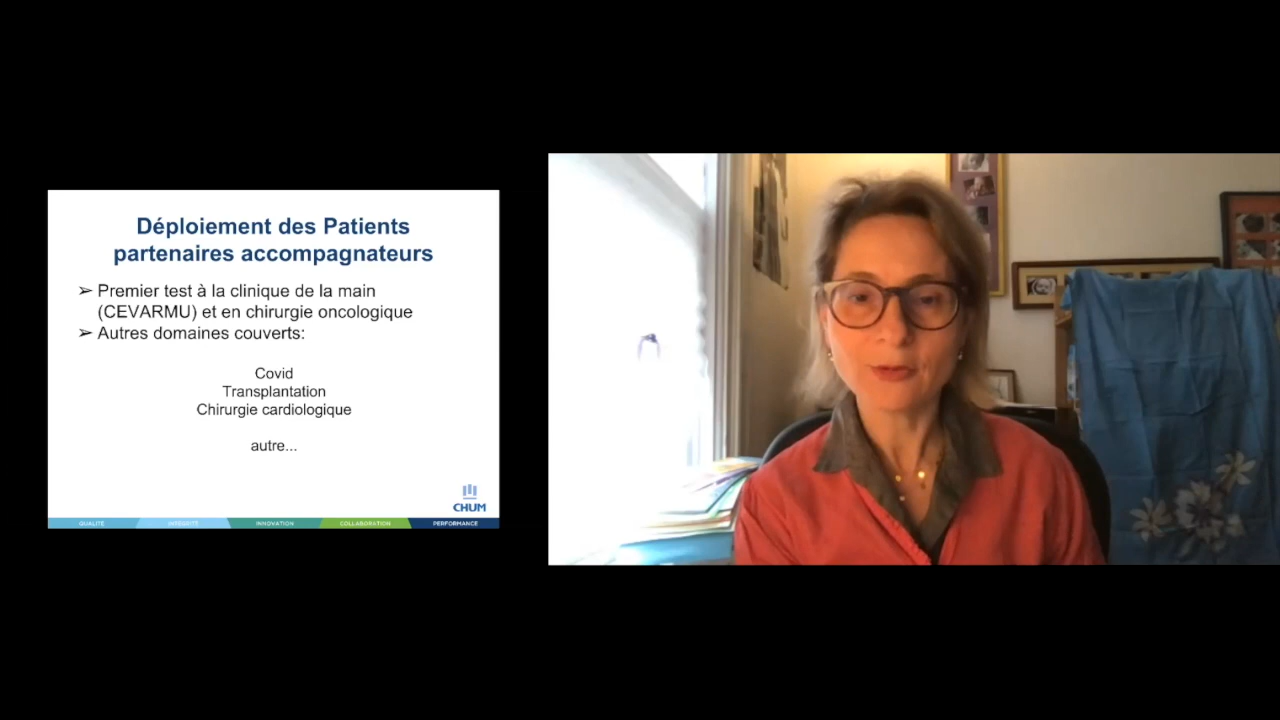 Déploiement des Patients
partenaires accompagnateurs
➢ Premier test à la clinique de la main
(CEVARMU) et en chirurgie oncologique
➢ Autres domaines couverts:
Covid
Transplantation
Chirurgie cardiologique
autre...
CHUM
QUALITÉ INTÉGRITÉ INNOVATION COLLABORATION PERFORMANCE